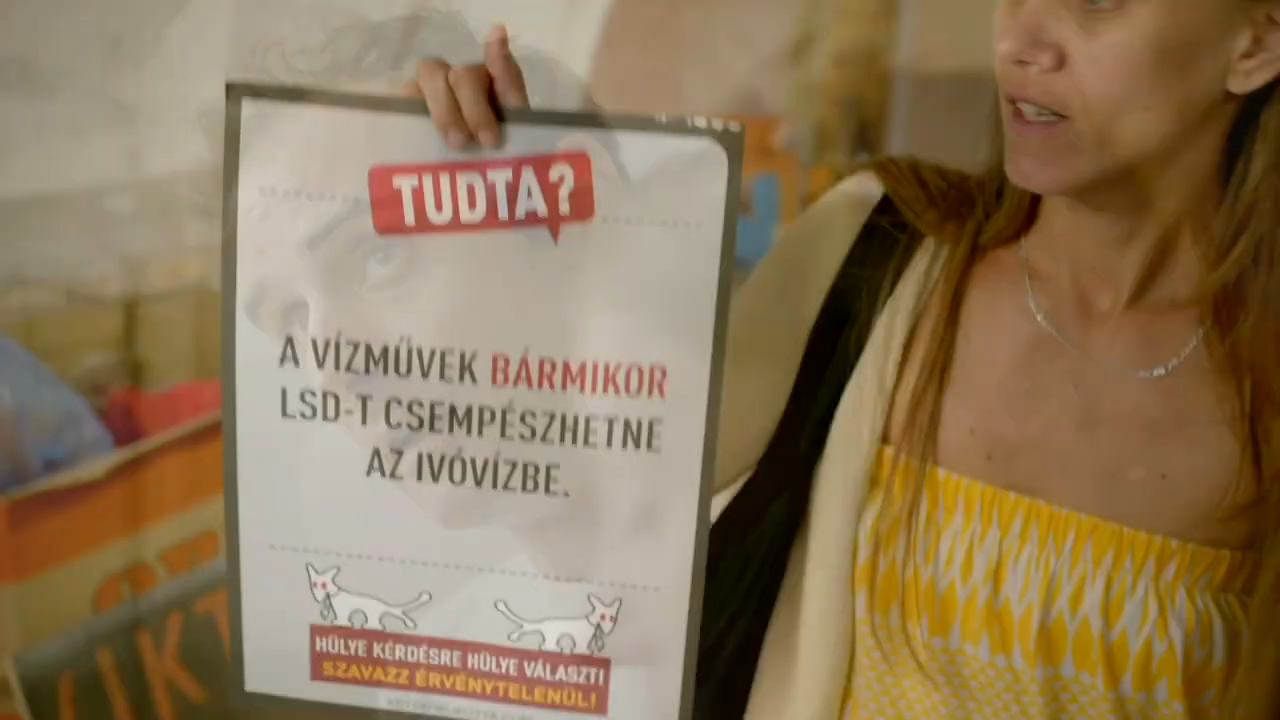 TUDTA?
A VÍZMŰVEK BÁRMIKOR
LSD-T CSEMPÉSZHETNE
AZ IVÓVÍZBE.
HÜLYE KÉRDÉSRE HÜLYE VÁLASZT!
SZAVAZZ ÉRVÉNYTELENÜL!